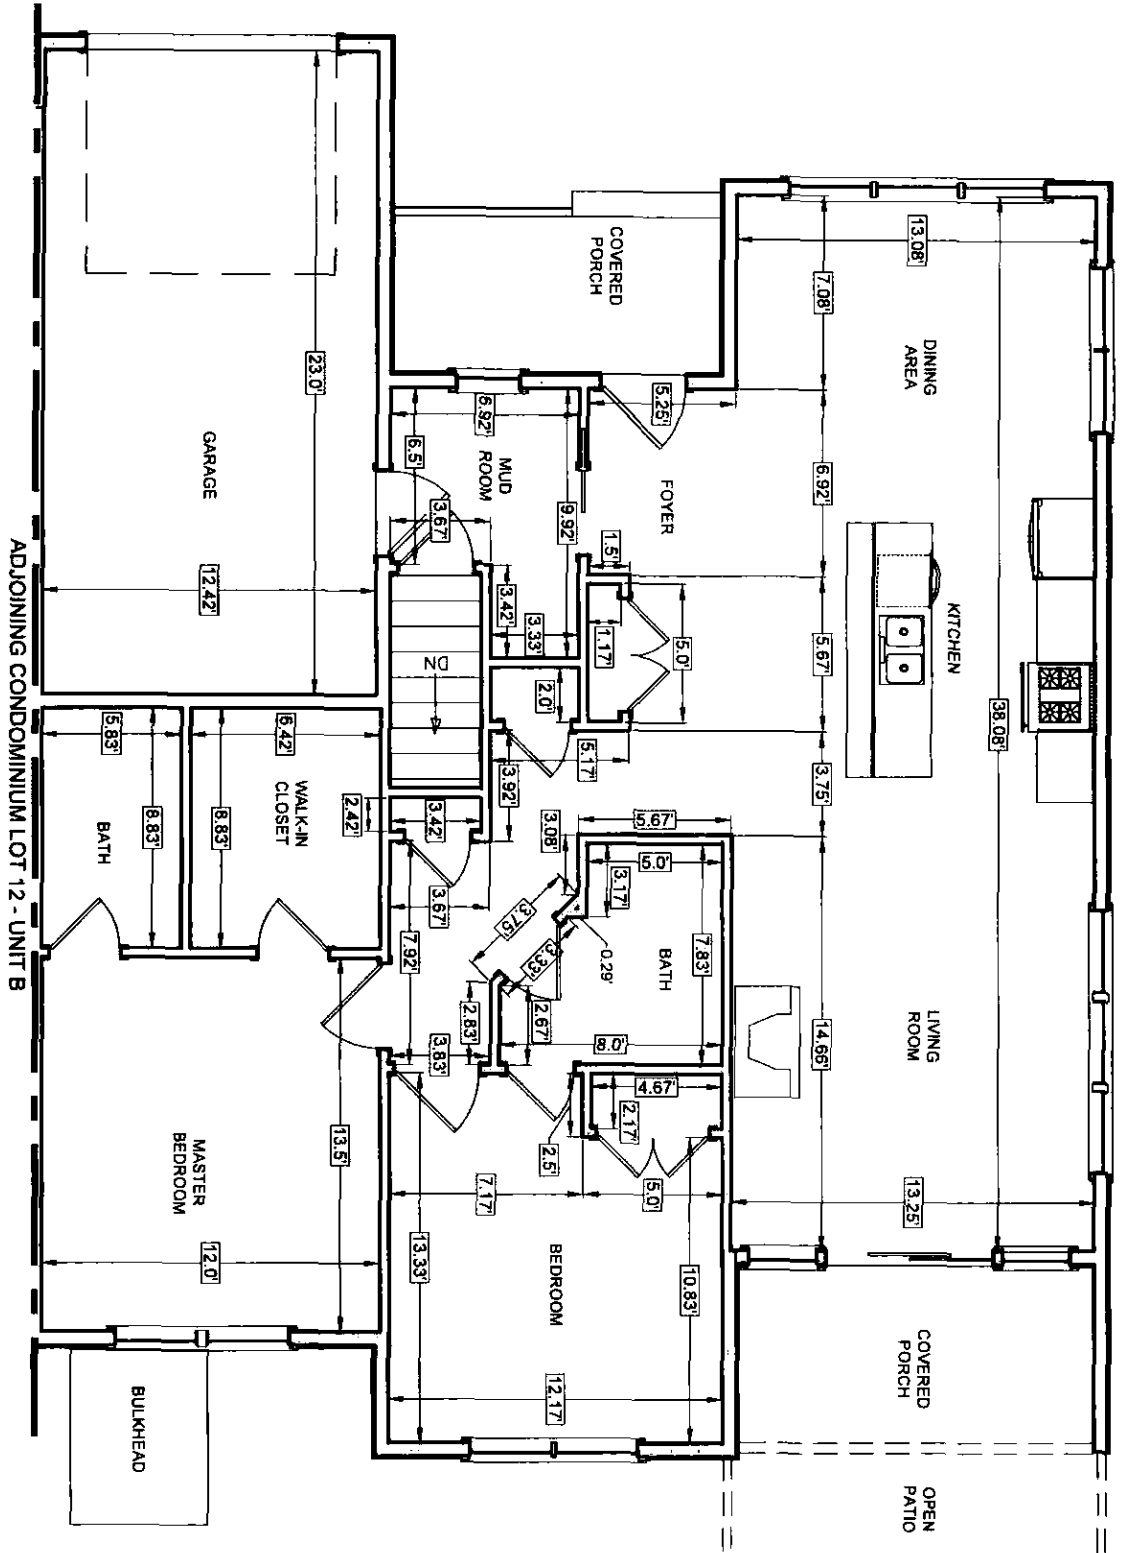 COVERED
PORCH
13.08'
7.08'
DINING
AREA
23.0'
6.92'
6.5'
MUD
ROOM
5.25'
GARAGE
FOYER
6.92'
3.67'
9.92'
1.5'
12.42'
3.42'
3.33'
1.17'
5.0'
5.67'
KITCHEN
DN
2.0'
38.08'
5.83'
6.42'
5.17'
3.92'
3.75'
WALK-IN
CLOSET
2.42'
3.42'
BATH
8.83'
8.83'
3.08'
5.67'
5.0'
3.17'
3.67'
3.75'
7.92'
3.33'
0.29'
BATH
7.83'
2.83'
2.67'
3.83'
8.0'
14.66'
LIVING
ROOM
4.67'
2.17'
13.5'
MASTER
BEDROOM
7.17'
2.5'
5.0'
13.25'
12.0'
13.33'
BEDROOM
10.83'
12.17'
BULKHEAD
COVERED
PORCH
OPEN
PATIO
ADJOINING CONDOMINIUM LOT 12 - UNIT B